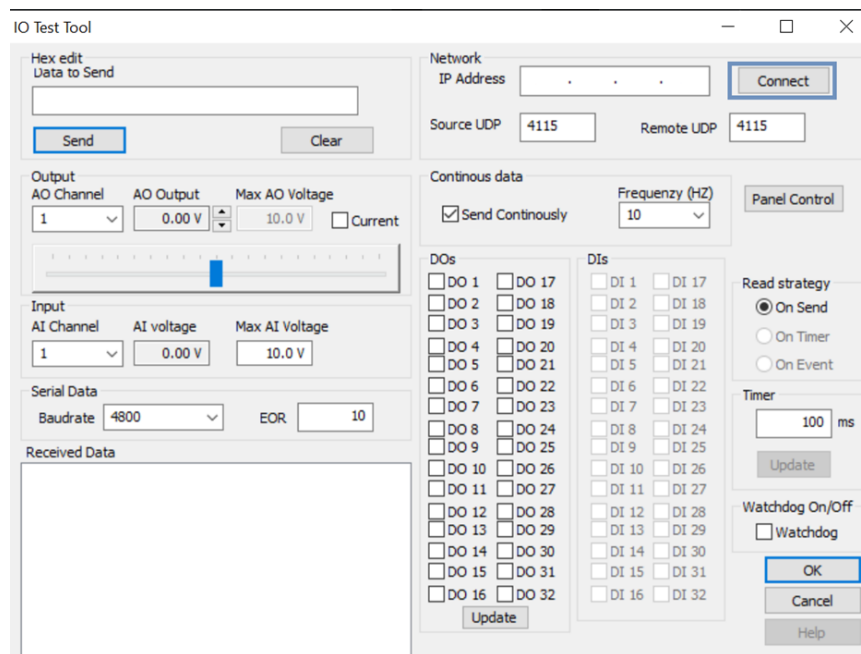 IO Test Tool
Hex edit
Data to Send
Send
Clear
Network
IP Address . . .
Connect
Source UDP 4115
Remote UDP 4115
Output
AO Channel AO Output Max AO Voltage
1 0.00 V 10.0 V Current
Continous data
Send Continously
Frequenzy (HZ)
10
Panel Control
Input
AI Channel AI voltage Max AI Voltage
1 0.00 V 10.0 V
Serial Data
Baudrate 4800 EOR 10
Received Data
DOs
DO 1 DO 17
DO 2 DO 18
DO 3 DO 19
DO 4 DO 20
DO 5 DO 21
DO 6 DO 22
DO 7 DO 23
DO 8 DO 24
DO 9 DO 25
DO 10 DO 26
DO 11 DO 27
DO 12 DO 28
DO 13 DO 29
DO 14 DO 30
DO 15 DO 31
DO 16 DO 32
Update
DIs
DI 1 DI 17
DI 2 DI 18
DI 3 DI 19
DI 4 DI 20
DI 5 DI 21
DI 6 DI 22
DI 7 DI 23
DI 8 DI 24
DI 9 DI 25
DI 10 DI 26
DI 11 DI 27
DI 12 DI 28
DI 13 DI 29
DI 14 DI 30
DI 15 DI 31
DI 16 DI 32
Read strategy
On Send
On Timer
On Event
Timer
100 ms
Update
Watchdog On/Off
Watchdog
OK
Cancel
Help